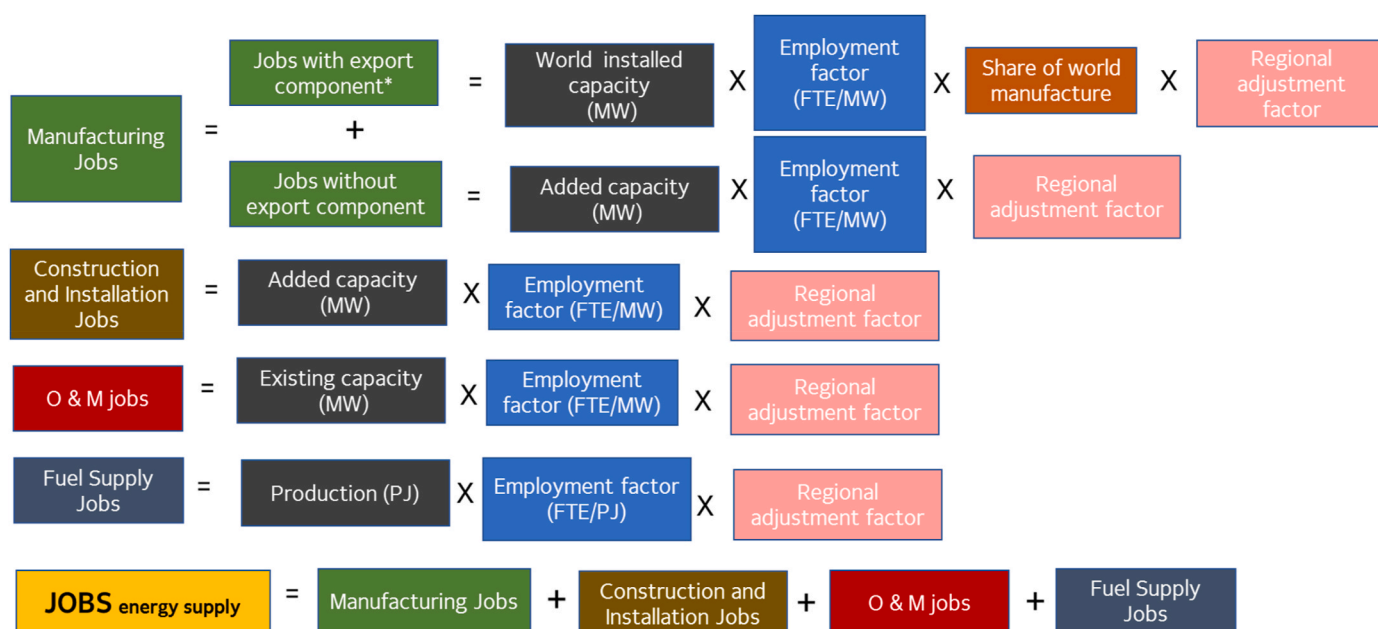 Manufacturing
Jobs
=
Jobs with export
component*
=
World installed
capacity
(MW)
X
Employment
factor
(FTE/MW)
X
Share of world
manufacture
X
Regional
adjustment
factor
+
Jobs without
export component
=
Added capacity
(MW)
X
Employment
factor
(FTE/MW)
X
Regional
adjustment factor
Construction
and Installation
Jobs
=
Added capacity
(MW)
X
Employment
factor (FTE/MW)
X
Regional
adjustment factor
O & M jobs
=
Existing capacity
(MW)
X
Employment
factor (FTE/MW)
X
Regional
adjustment factor
Fuel Supply
Jobs
=
Production (PJ)
X
Employment factor
(FTE/PJ)
X
Regional
adjustment factor
JOBS energy supply
=
Manufacturing Jobs
+
Construction and
Installation Jobs
+
O & M jobs
+
Fuel Supply
Jobs